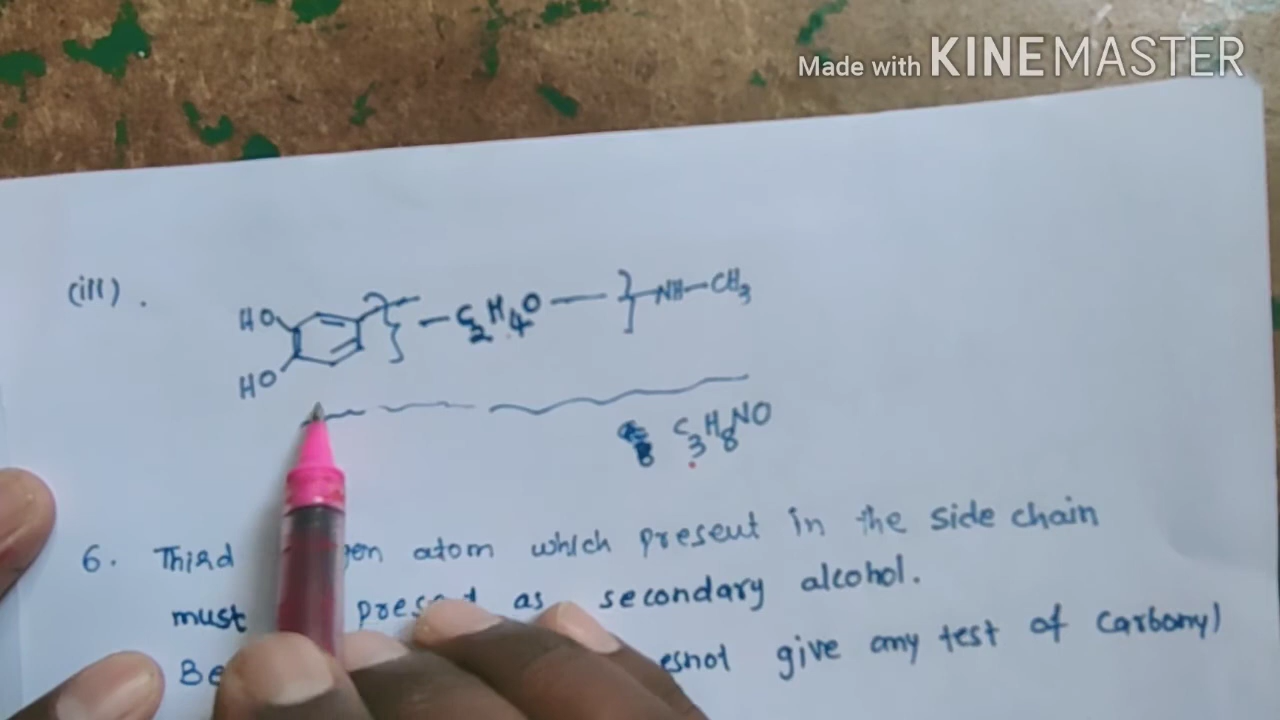 Made with KINEMASTER
(iii).
HO
HO
- C2H4O - NH-CH3
C3H8NO
6. Third atom which present in the side chain
must as secondary alcohol.
give any test of carbonyl